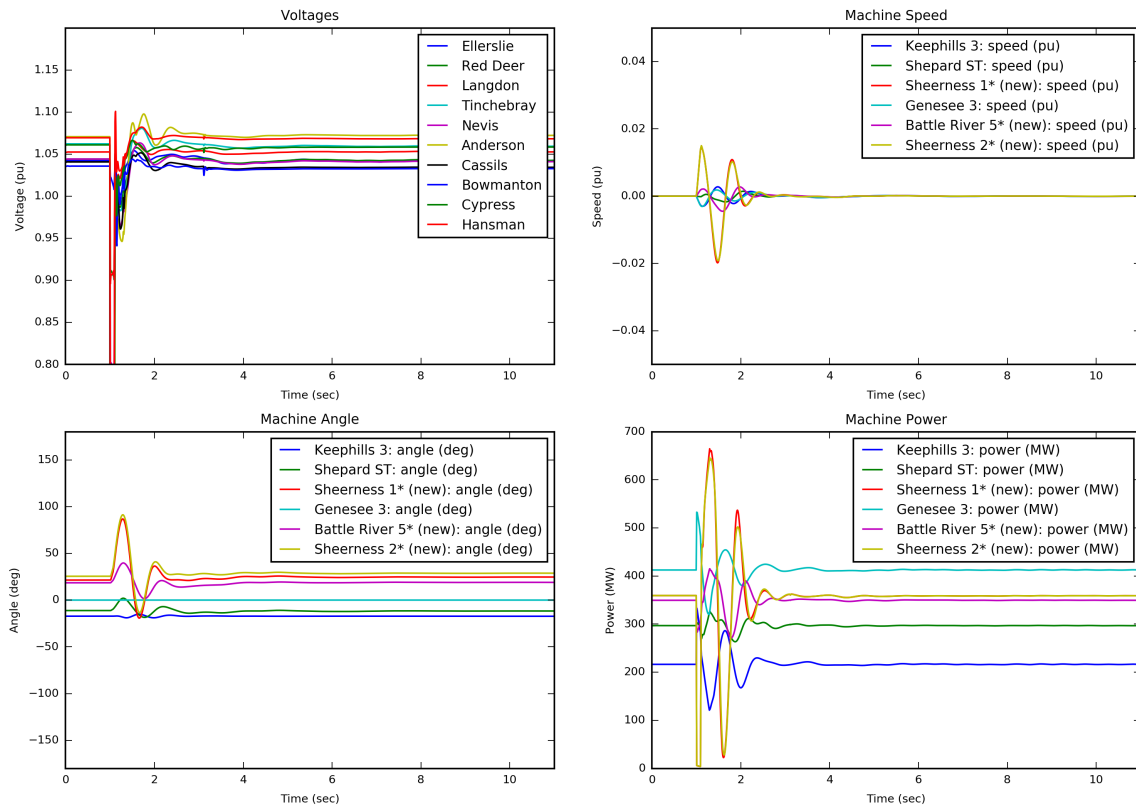 Voltages
1.15
1.10
1.05
1.00
0.95
0.90
0.85
0.80
Voltage (pu)
0
2
4
6
8
10
Time (sec)
Ellerslie
Red Deer
Langdon
Tinchebray
Nevis
Anderson
Cassils
Bowmanton
Cypress
Hansman
Machine Speed
0.04
0.02
0.00
−0.02
−0.04
Speed (pu)
0
2
4
6
8
10
Time (sec)
Keephills 3: speed (pu)
Shepard ST: speed (pu)
Sheerness 1* (new): speed (pu)
Genesee 3: speed (pu)
Battle River 5* (new): speed (pu)
Sheerness 2* (new): speed (pu)
Machine Angle
150
100
50
0
−50
−100
−150
Angle (deg)
0
2
4
6
8
10
Time (sec)
Keephills 3: angle (deg)
Shepard ST: angle (deg)
Sheerness 1* (new): angle (deg)
Genesee 3: angle (deg)
Battle River 5* (new): angle (deg)
Sheerness 2* (new): angle (deg)
Machine Power
700
600
500
400
300
200
100
0
Power (MW)
0
2
4
6
8
10
Time (sec)
Keephills 3: power (MW)
Shepard ST: power (MW)
Sheerness 1* (new): power (MW)
Genesee 3: power (MW)
Battle River 5* (new): power (MW)
Sheerness 2* (new): power (MW)